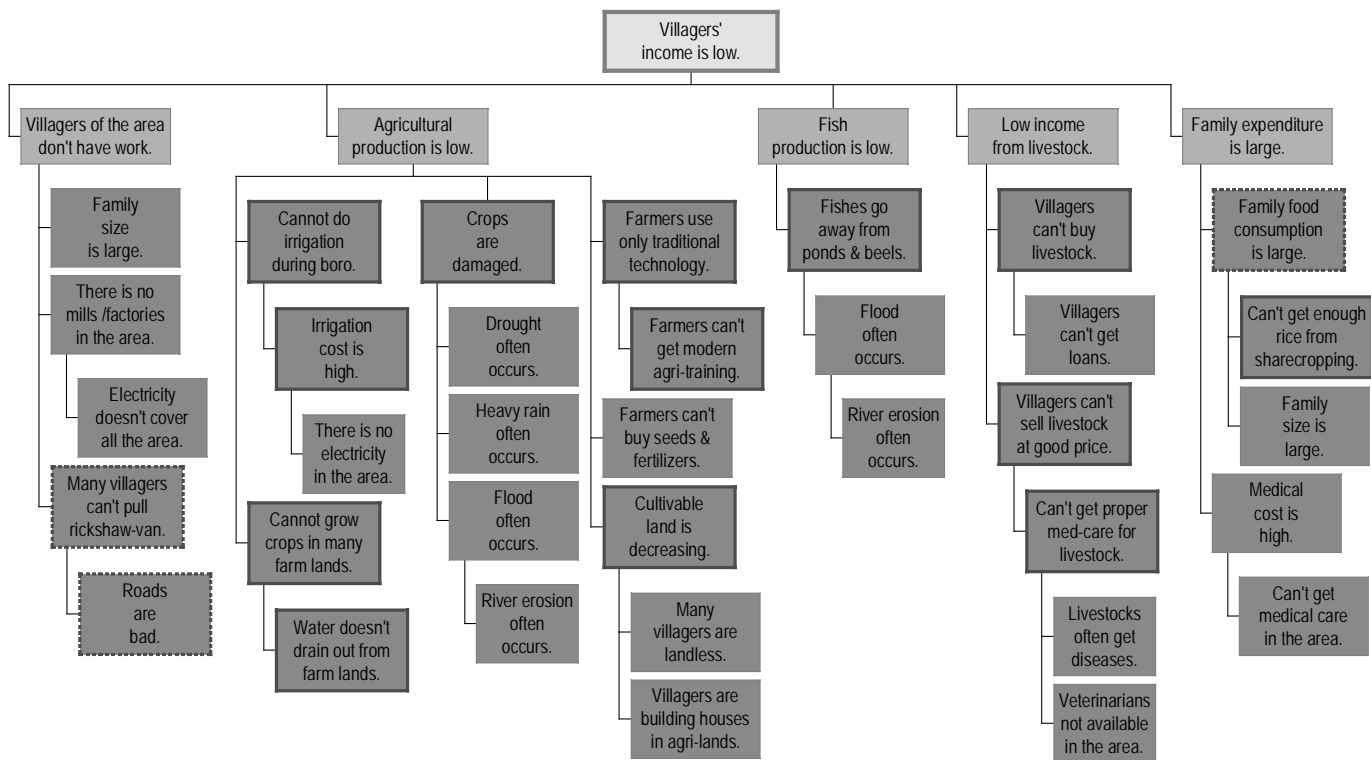 Villagers'
income is low.
Villagers of the area
don't have work.
Family
size
is large.
There is no
mills /factories
in the area.
Electricity
doesn't cover
all the area.
Many villagers
can't pull
rickshaw-van.
Roads
are
bad.
Agricultural
production is low.
Cannot do
irrigation
during boro.
Irrigation
cost is
high.
There is no
electricity
in the area.
Cannot grow
crops in many
farm lands.
Water doesn't
drain out from
farm lands.
Crops
are
damaged.
Drought
often
occurs.
Heavy rain
often
occurs.
Flood
often
occurs.
River erosion
often
occurs.
Farmers use
only traditional
technology.
Farmers can't
get modern
agri-training.
Farmers can't
buy seeds &
fertilizers.
Cultivable
land is
decreasing.
Many
villagers are
landless.
Villagers are
building houses
in agri-lands.
Fish
production is low.
Fishes go
away from
ponds & beels.
Flood
often
occurs.
River erosion
often
occurs.
Low income
from livestock.
Villagers
can't buy
livestock.
Villagers
can't get
loans.
Villagers can't
sell livestock
at good price.
Can't get proper
med-care for
livestock.
Livestocks
often get
diseases.
Veterinarians
not available
in the area.
Family expenditure
is large.
Family food
consumption
is large.
Can't get enough
rice from
sharecropping.
Family
size is
large.
Medical
cost is
high.
Can't get
medical care
in the area.